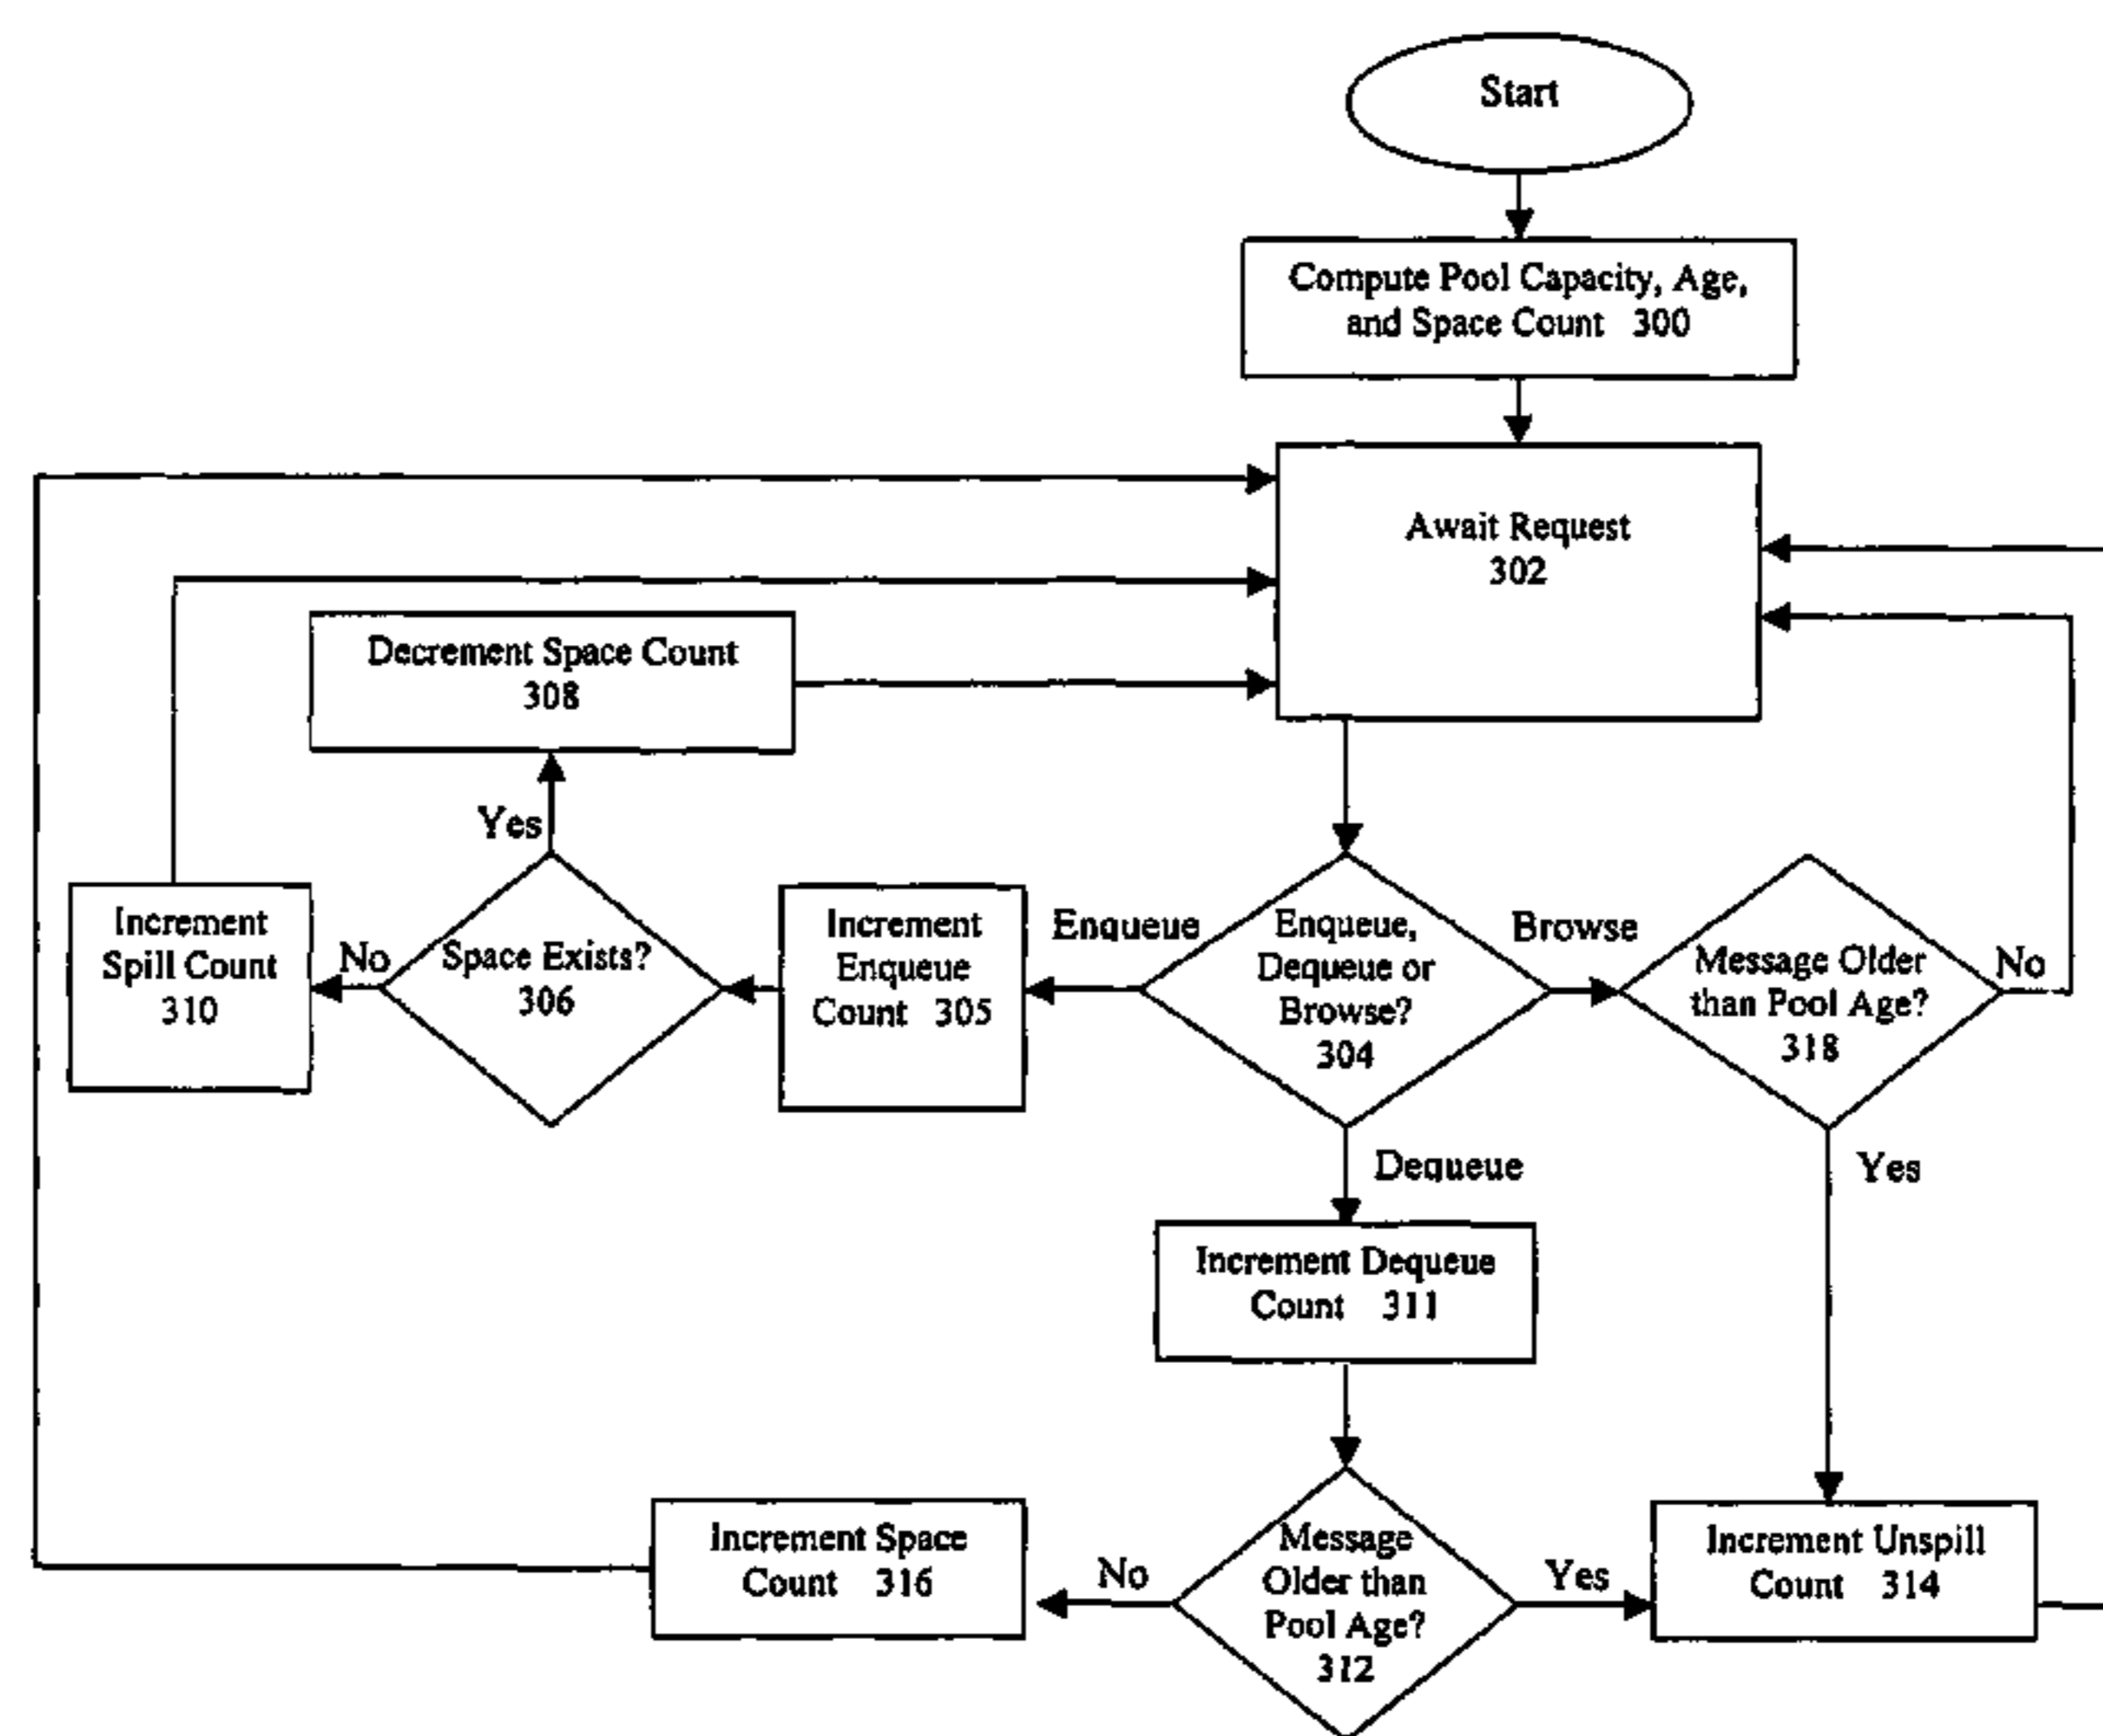 Start
Compute Pool Capacity, Age,
and Space Count 300
Await Request
302
Decrement Space Count
308
Yes
Increment
Spill Count
310
No
Space Exists?
306
Increment
Enqueue
Count 305
Enqueue
Enqueue,
Dequeue or
Browse?
304
Browse
Message Older
than Pool Age?
318
No
Dequeue
Yes
Increment Dequeue
Count 311
Increment Space
Count 316
No
Message
Older than
Pool Age?
312
Yes
Increment Unspill
Count 314